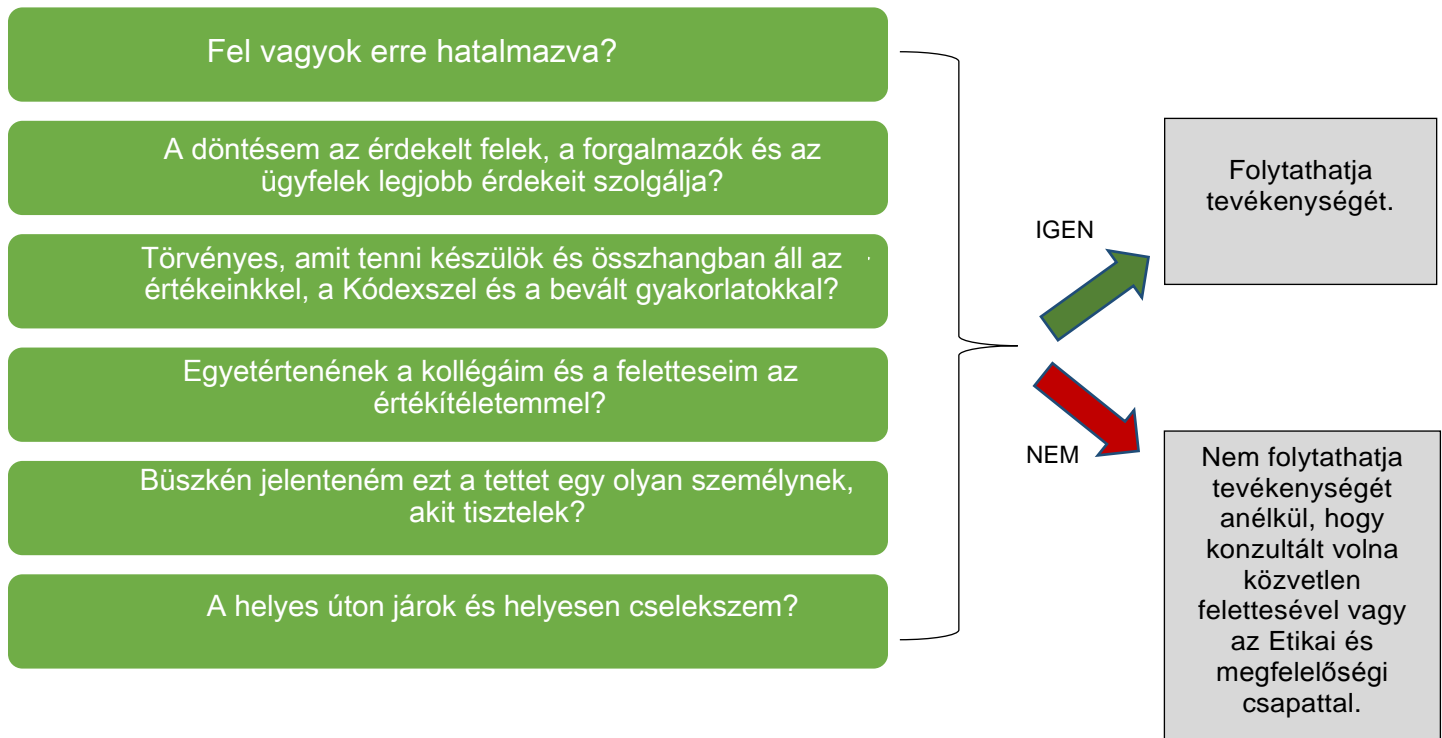 Fel vagyok erre hatalmazva?
A döntésem az érdekelt felek, a forgalmazók és az
ügyfelek legjobb érdekeit szolgálja?
Törvényes, amit tenni készülök és összhangban áll az
értékeinkkel, a Kódexszel és a bevált gyakorlatokkal?
Egyetértenének a kollégáim és a feletteseim az
értékítéletemmel?
Büszkén jelenteném ezt a tettet egy olyan személynek,
akit tisztelek?
A helyes úton járok és helyesen cselekszem?
IGEN
Folytathatja
tevékenységét.
NEM
Nem folytathatja
tevékenységét
anélkül, hogy
konzultált volna
közvetlen
felettesével vagy
az Etikai és
megfelelőségi
csapattal.